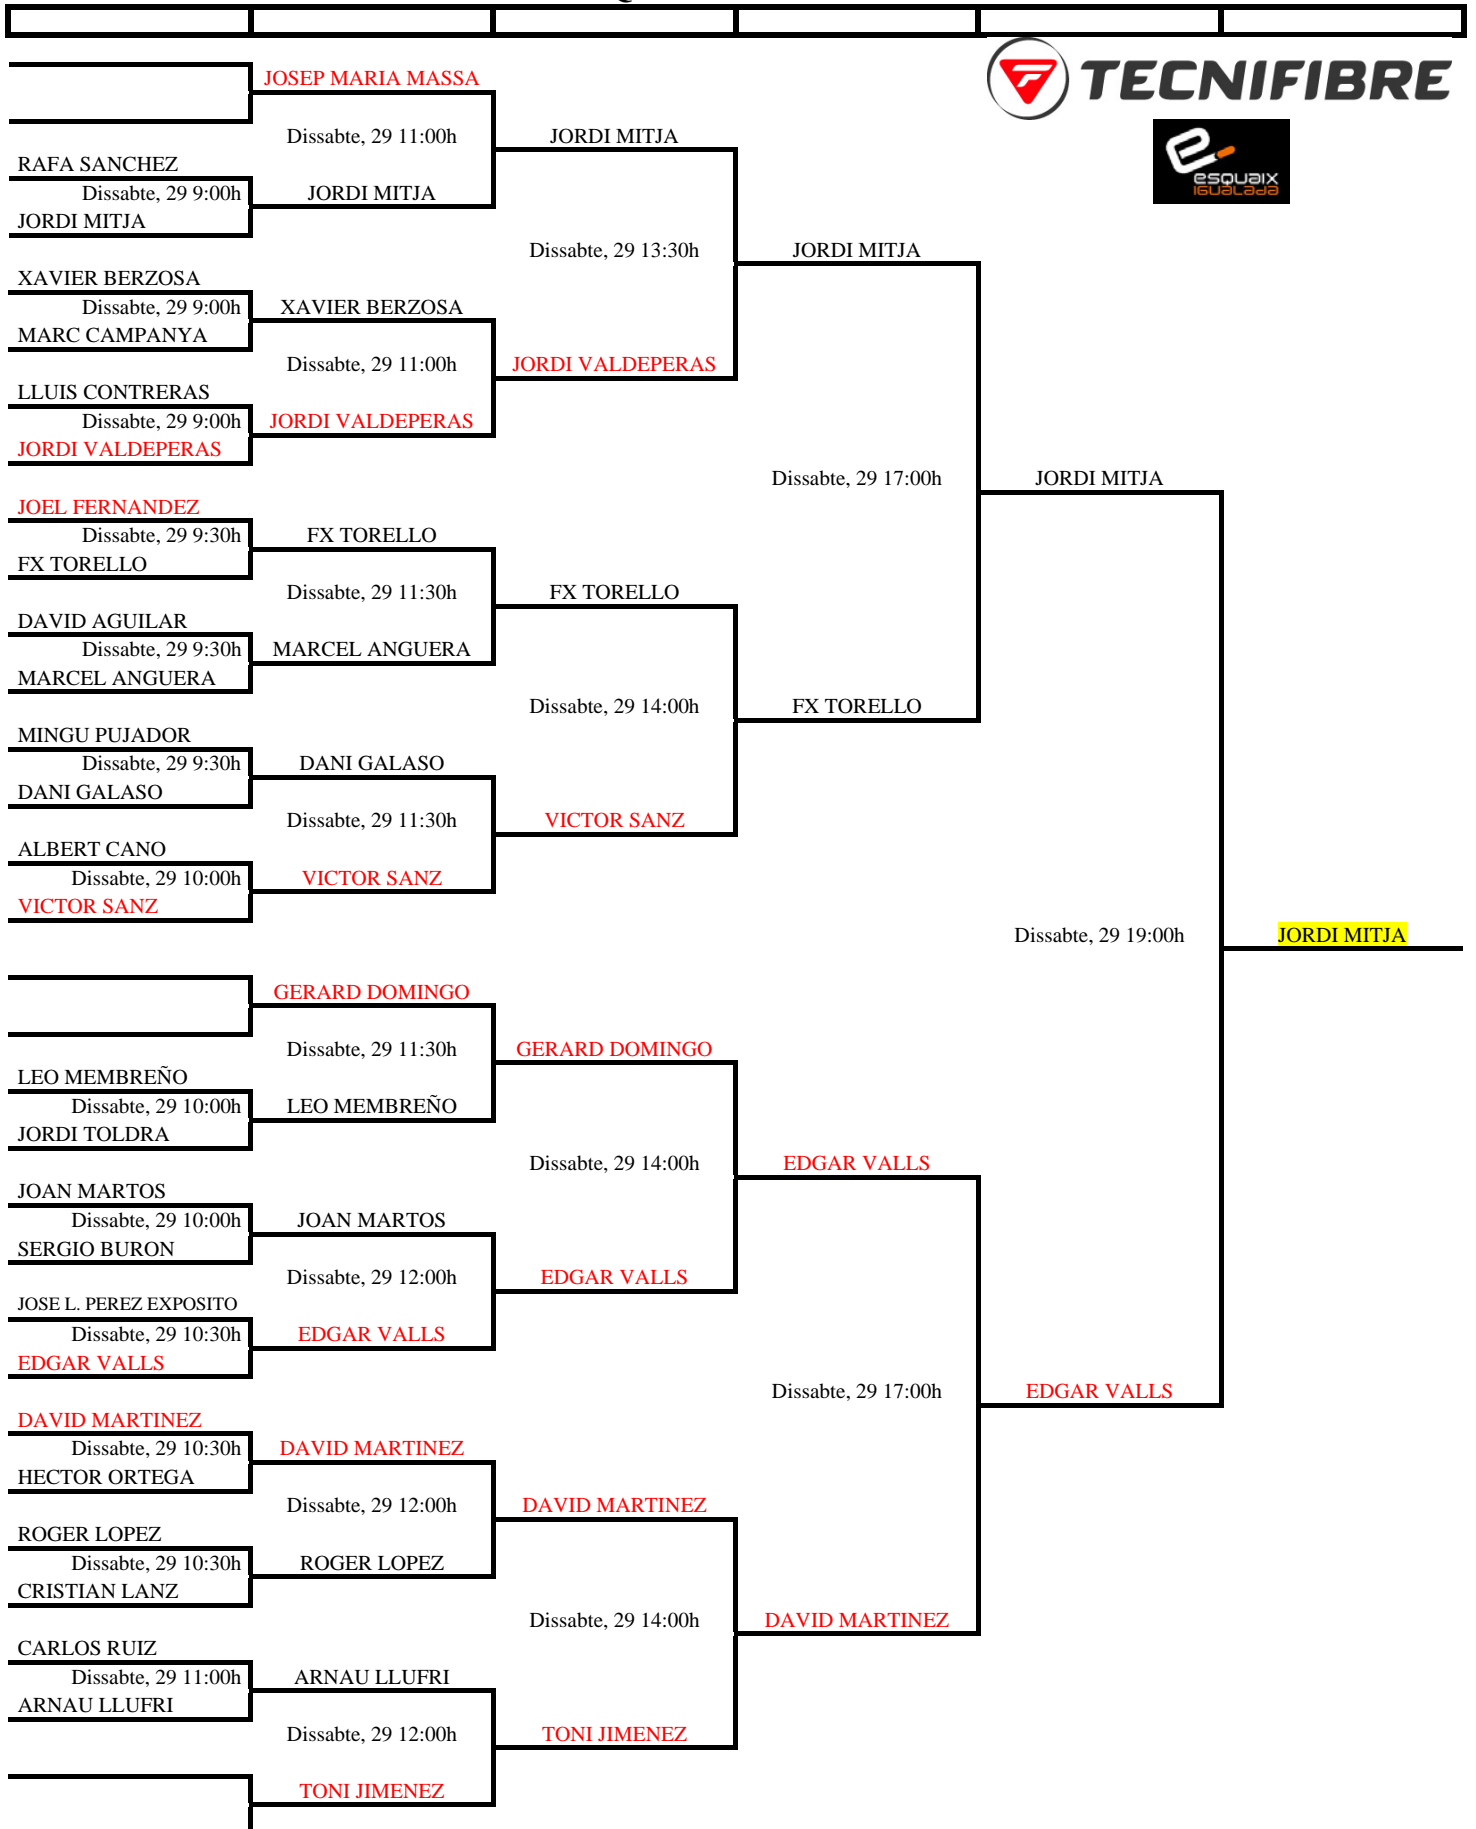 TECNIFIBRE
esquaix
IGUALADA
JOSEP MARIA MASSA
Dissabte, 29 11:00h
JORDI MITJA
RAFA SANCHEZ
Dissabte, 29 9:00h
JORDI MITJA
JORDI MITJA
Dissabte, 29 13:30h
JORDI MITJA
XAVIER BERZOSA
Dissabte, 29 9:00h
XAVIER BERZOSA
MARC CAMPANYA
Dissabte, 29 11:00h
JORDI VALDEPERAS
LLUIS CONTRERAS
Dissabte, 29 9:00h
JORDI VALDEPERAS
JORDI VALDEPERAS
Dissabte, 29 17:00h
JORDI MITJA
JOEL FERNANDEZ
Dissabte, 29 9:30h
FX TORELLO
FX TORELLO
Dissabte, 29 11:30h
FX TORELLO
DAVID AGUILAR
Dissabte, 29 9:30h
MARCEL ANGUERA
MARCEL ANGUERA
Dissabte, 29 14:00h
FX TORELLO
MINGU PUJADOR
Dissabte, 29 9:30h
DANI GALASO
DANI GALASO
Dissabte, 29 11:30h
VICTOR SANZ
ALBERT CANO
Dissabte, 29 10:00h
VICTOR SANZ
VICTOR SANZ
Dissabte, 29 19:00h
JORDI MITJA
GERARD DOMINGO
Dissabte, 29 11:30h
GERARD DOMINGO
LEO MEMBREÑO
Dissabte, 29 10:00h
LEO MEMBREÑO
JORDI TOLDRA
Dissabte, 29 14:00h
EDGAR VALLS
JOAN MARTOS
Dissabte, 29 10:00h
JOAN MARTOS
SERGIO BURON
Dissabte, 29 12:00h
EDGAR VALLS
JOSE L. PEREZ EXPOSITO
Dissabte, 29 10:30h
EDGAR VALLS
EDGAR VALLS
Dissabte, 29 17:00h
EDGAR VALLS
DAVID MARTINEZ
Dissabte, 29 10:30h
DAVID MARTINEZ
HECTOR ORTEGA
Dissabte, 29 12:00h
DAVID MARTINEZ
ROGER LOPEZ
Dissabte, 29 10:30h
ROGER LOPEZ
CRISTIAN LANZ
Dissabte, 29 14:00h
DAVID MARTINEZ
CARLOS RUIZ
Dissabte, 29 11:00h
ARNAU LLUFRI
ARNAU LLUFRI
Dissabte, 29 12:00h
TONI JIMENEZ
TONI JIMENEZ